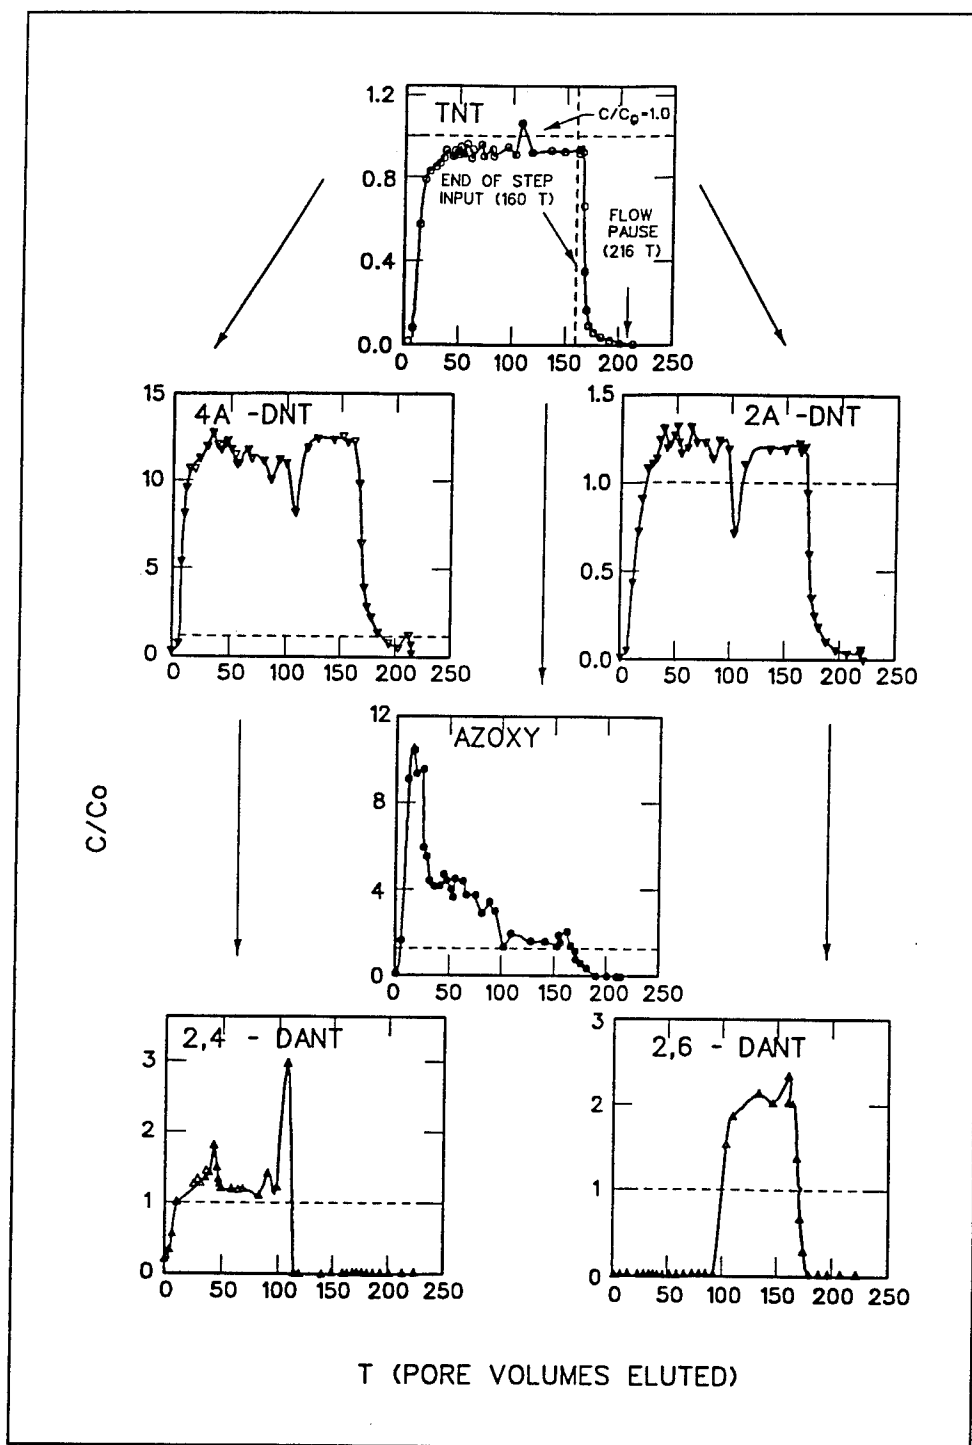 TNT
C/Co=1.0
1.2
0.8
0.4
0.0
END OF STEP
INPUT (160 T)
FLOW
PAUSE
(216 T)
0 50 100 150 200 250
4A -DNT
15
10
5
0
0 50 100 150 200 250
2A -DNT
1.5
1.0
0.5
0.0
0 50 100 150 200 250
C/Co
AZOXY
12
8
4
0
0 50 100 150 200 250
2,4 - DANT
3
2
1
0
0 50 100 150 200 250
2,6 - DANT
3
2
1
0
0 50 100 150 200 250
T (PORE VOLUMES ELUTED)